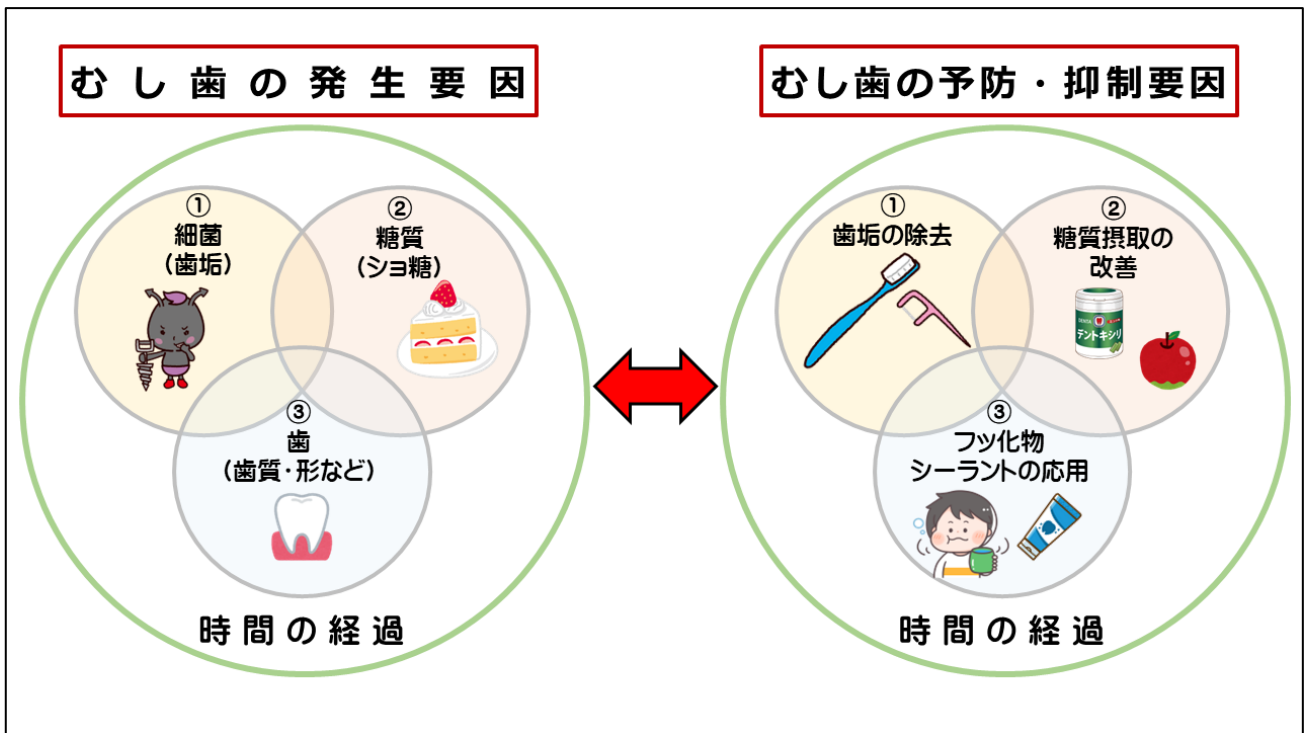 むし歯の発生要因
①
細菌
(歯垢)
②
糖質
(ショ糖)
③
歯
(歯質・形など)
時間の経過
むし歯の予防・抑制要因
①
歯垢の除去
②
糖質摂取の
改善
デントキシリ
③
フッ化物
シーラントの応用
時間の経過